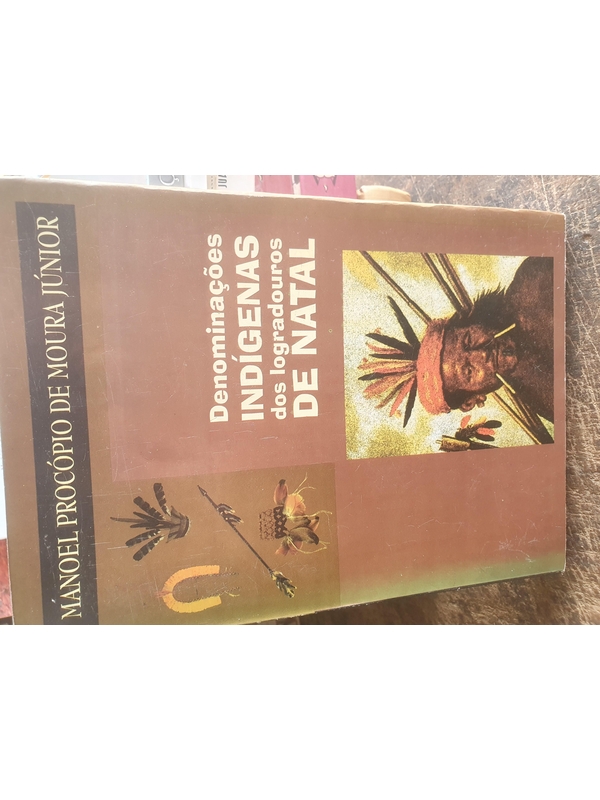 MANOEL PROCÓPIO DE MOURA JÚNIOR
Denominações
INDÍGENAS
dos logradouros
DE NATAL